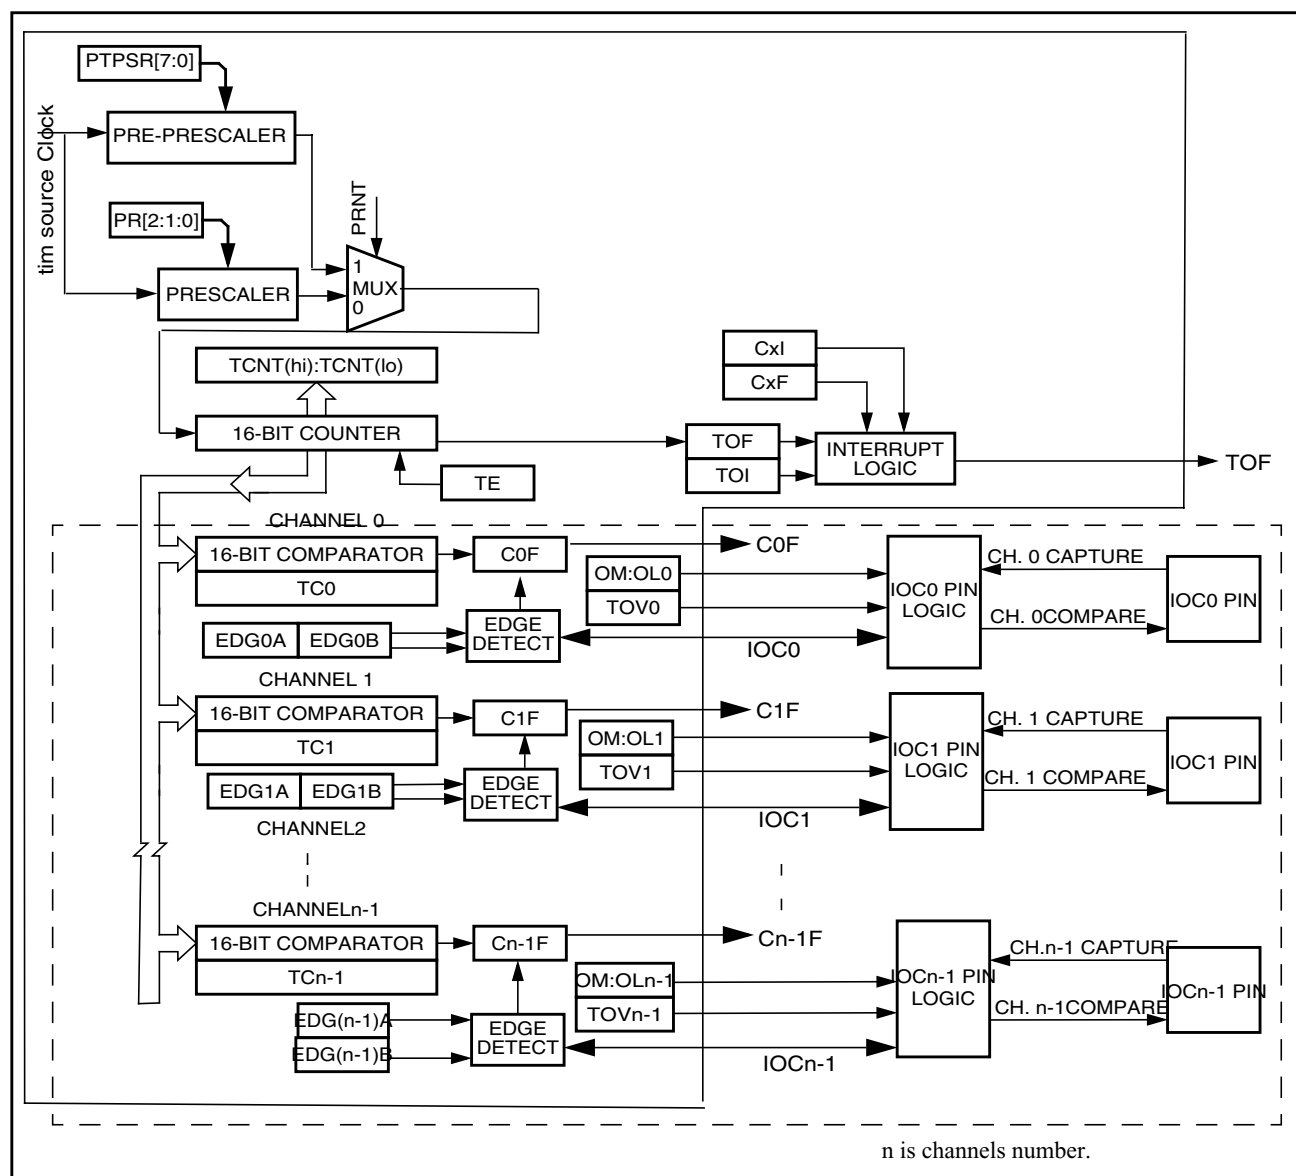 PTPSR[7:0]
tim source Clock
PRE-PRESCALER
PR[2:1:0]
PRNT
PRESCALER
1
MUX
0
TCNT(hi):TCNT(lo)
CxI
CxF
16-BIT COUNTER
TOF
TOI
INTERRUPT
LOGIC
TOF
TE
CHANNEL 0
16-BIT COMPARATOR
TC0
C0F
C0F
OM:OL0
TOV0
IOC0 PIN
LOGIC
CH. 0 CAPTURE
CH. 0COMPARE
IOC0 PIN
EDG0A
EDG0B
EDGE
DETECT
IOC0
CHANNEL 1
16-BIT COMPARATOR
TC1
C1F
C1F
OM:OL1
TOV1
IOC1 PIN
LOGIC
CH. 1 CAPTURE
CH. 1 COMPARE
IOC1 PIN
EDG1A
EDG1B
EDGE
DETECT
IOC1
CHANNEL2
CHANNELn-1
16-BIT COMPARATOR
TCn-1
Cn-1F
Cn-1F
OM:OLn-1
TOVn-1
IOCn-1 PIN
LOGIC
CH.n-1 CAPTURE
CH. n-1COMPARE
IOCn-1 PIN
EDG(n-1)A
EDG(n-1)B
EDGE
DETECT
IOCn-1
n is channels number.